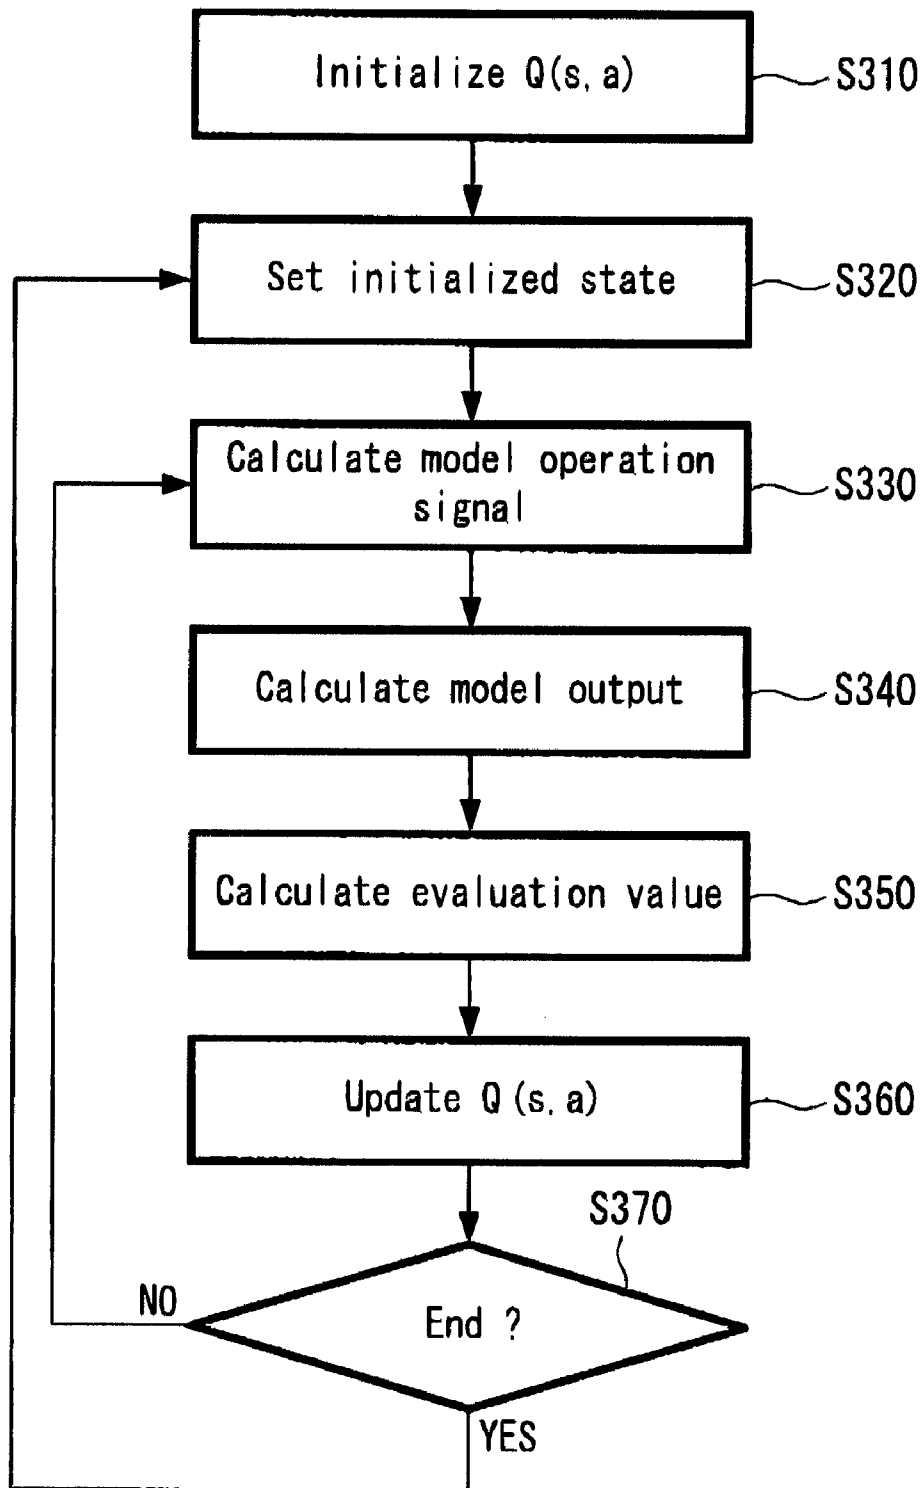 Initialize Q(s, a)
S310
Set initialized state
S320
Calculate model operation
signal
S330
Calculate model output
S340
Calculate evaluation value
S350
Update Q (s, a)
S360
S370
End ?
NO
YES